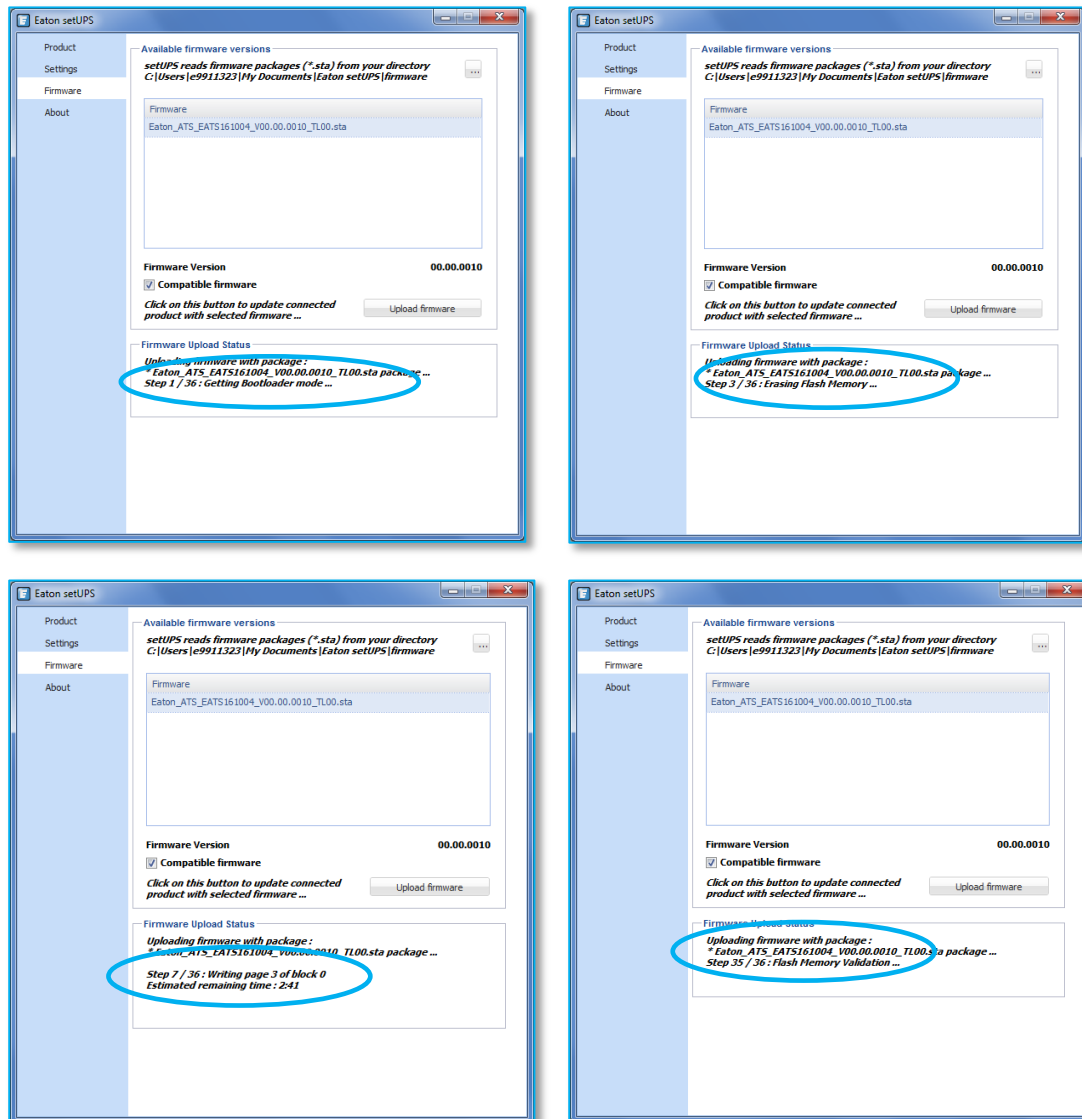 Eaton setUPS
Product
Settings
Firmware
About
Available firmware versions
setUPS reads firmware packages (*.sta) from your directory
C:\Users\e9911323\My Documents\Eaton setUPS\firmware
...
Firmware
Eaton_ATS_EATS161004_V00.00.0010_TL00.sta
Firmware Version 00.00.0010
Compatible firmware
Click on this button to update connected
product with selected firmware ...
Upload firmware
Firmware Upload Status
Uploading firmware with package :
* Eaton_ATS_EATS161004_V00.00.0010_TL00.sta package ...
Step 1 / 36 : Getting Bootloader mode ...
Eaton setUPS
Product
Settings
Firmware
About
Available firmware versions
setUPS reads firmware packages (*.sta) from your directory
C:\Users\e9911323\My Documents\Eaton setUPS\firmware
...
Firmware
Eaton_ATS_EATS161004_V00.00.0010_TL00.sta
Firmware Version 00.00.0010
Compatible firmware
Click on this button to update connected
product with selected firmware ...
Upload firmware
Firmware Upload Status
Uploading firmware with package :
* Eaton_ATS_EATS161004_V00.00.0010_TL00.sta package ...
Step 3 / 36 : Erasing Flash Memory ...
Eaton setUPS
Product
Settings
Firmware
About
Available firmware versions
setUPS reads firmware packages (*.sta) from your directory
C:\Users\e9911323\My Documents\Eaton setUPS\firmware
...
Firmware
Eaton_ATS_EATS161004_V00.00.0010_TL00.sta
Firmware Version 00.00.0010
Compatible firmware
Click on this button to update connected
product with selected firmware ...
Upload firmware
Firmware Upload Status
Uploading firmware with package :
* Eaton_ATS_EATS161004_V00.00.0010_TL00.sta package ...
Step 7 / 36 : Writing page 3 of block 0
Estimated remaining time : 2:41
Eaton setUPS
Product
Settings
Firmware
About
Available firmware versions
setUPS reads firmware packages (*.sta) from your directory
C:\Users\e9911323\My Documents\Eaton setUPS\firmware
...
Firmware
Eaton_ATS_EATS161004_V00.00.0010_TL00.sta
Firmware Version 00.00.0010
Compatible firmware
Click on this button to update connected
product with selected firmware ...
Upload firmware
Firmware Upload Status
Uploading firmware with package :
* Eaton_ATS_EATS161004_V00.00.0010_TL00.sta package ...
Step 35 / 36 : Flash Memory Validation ...